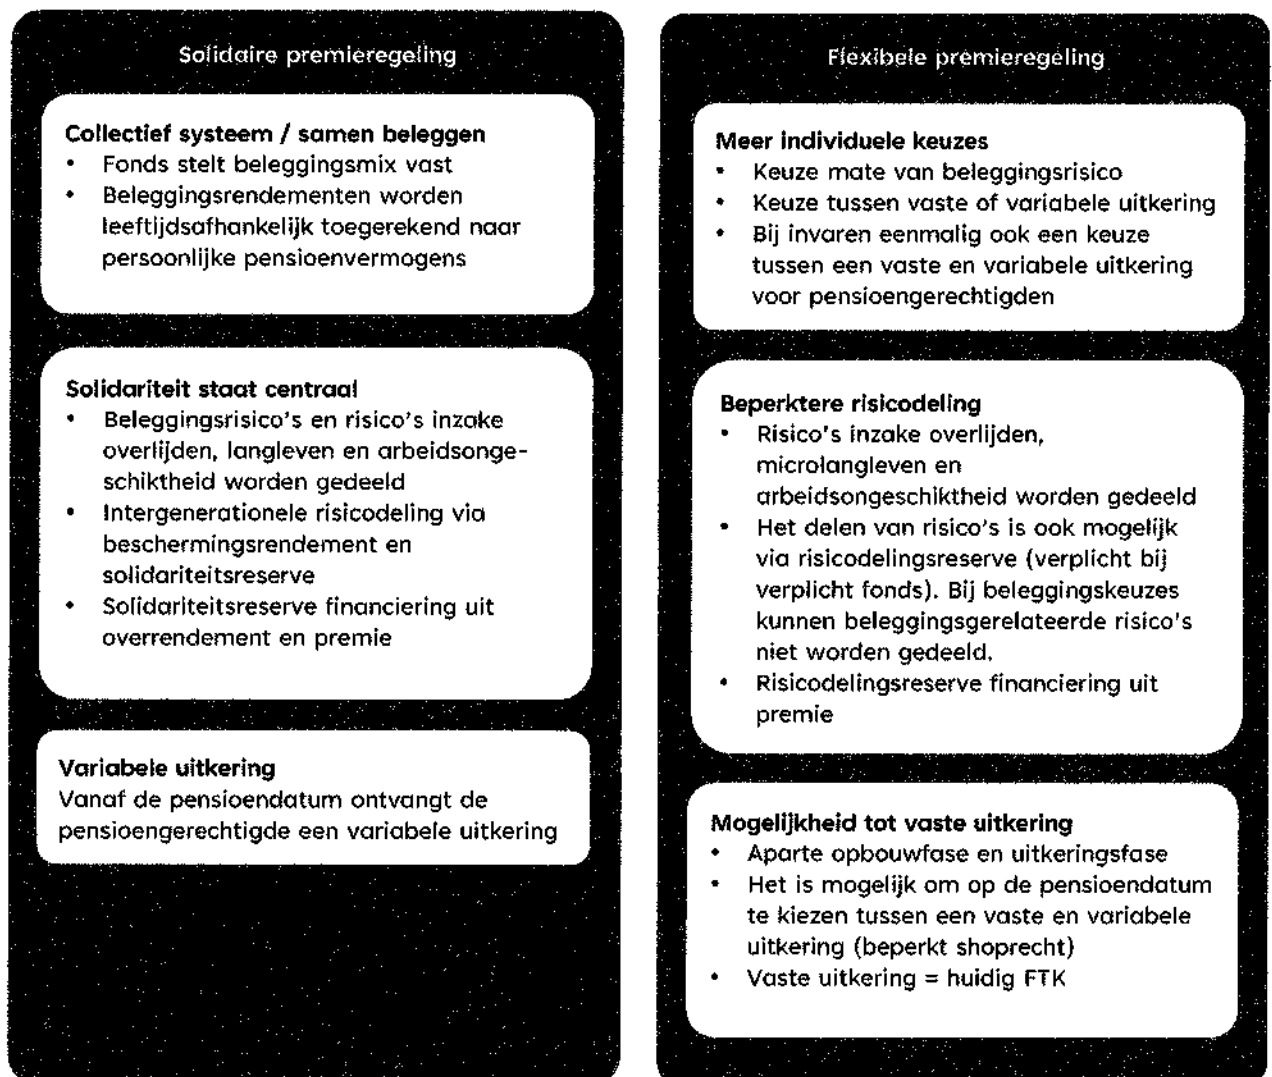 Solidaire premieregeling
Collectief systeem / samen beleggen
• Fonds stelt beleggingsmix vast
• Beleggingsrendementen worden
leeftijdsafhankelijk toegerekend naar
persoonlijke pensioenvermogens
Solidariteit staat centraal
• Beleggingsrisico's en risico's inzake
overlijden, langleven en arbeidsonge-
schiktheid worden gedeeld
• Intergenerationele risicodeling via
beschermingsrendement en
solidariteitsreserve
• Solidariteitsreserve financiering uit
overrendement en premie
Variabele uitkering
Vanaf de pensioendatum ontvangt de
pensioengerechtigde een variabele uitkering
Flexibele premieregeling
Meer individuele keuzes
• Keuze mate van beleggingsrisico
• Keuze tussen vaste of variabele uitkering
• Bij invaren eenmalig ook een keuze
tussen een vaste en variabele uitkering
voor pensioengerechtigden
Beperktere risicodeling
• Risico's inzake overlijden,
microlangleven en
arbeidsongeschiktheid worden gedeeld
• Het delen van risico's is ook mogelijk
via risicodelingsreserve (verplicht bij
verplicht fonds). Bij beleggingskeuzes
kunnen beleggingsgerelateerde risico's
niet worden gedeeld.
• Risicodelingsreserve financiering uit
premie
Mogelijkheid tot vaste uitkering
• Aparte opbouwfase en uitkeringsfase
• Het is mogelijk om op de pensioendatum
te kiezen tussen een vaste en variabele
uitkering (beperkt shoprecht)
• Vaste uitkering = huidig FTK